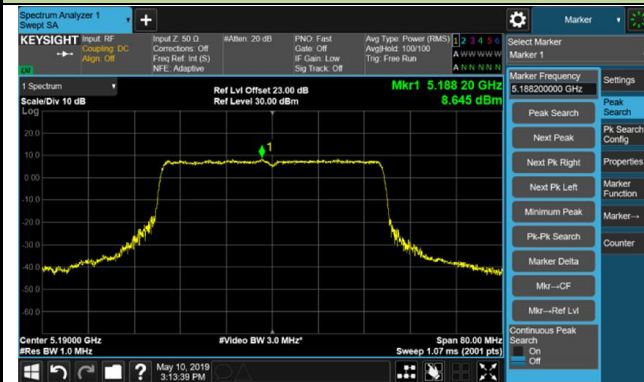 Spectrum Analyzer 1
Swept SA
+
Marker
KEYSIGHT
Input: RF
Coupling: DC
Align: Off
Input Z: 50 Ω
Corrections: Off
Freq Ref: Int (S)
NFE: Adaptive
#Atten: 20 dB
PNO: Fast
Gate: Off
IF Gain: Low
Sig Track: Off
Avg Type: Power (RMS)
Avg|Hold: 100/100
Trig: Free Run
1 2 3 4 5 6
A W W W W W
A N N N N N
Select Marker
Marker 1
1 Spectrum
Scale/Div 10 dB
Log
Ref Lvl Offset 23.00 dB
Ref Level 30.00 dBm
Mkr1 5.188 20 GHz
8.645 dBm
1
20.0
10.0
0.00
-10.0
-20.0
-30.0
-40.0
-50.0
-60.0
Center 5.19000 GHz
#Res BW 1.0 MHz
#Video BW 3.0 MHz*
Span 80.00 MHz
Sweep 1.07 ms (2001 pts)
Marker Frequency
5.188200000 GHz
Peak Search
Next Peak
Next Pk Right
Next Pk Left
Minimum Peak
Pk-Pk Search
Marker Delta
Mkr→CF
Mkr→Ref Lvl
Continuous Peak
Search
On
Off
Settings
Peak
Search
Pk Search
Config
Properties
Marker
Function
Marker→
Counter
?
May 10, 2019
3:13:39 PM